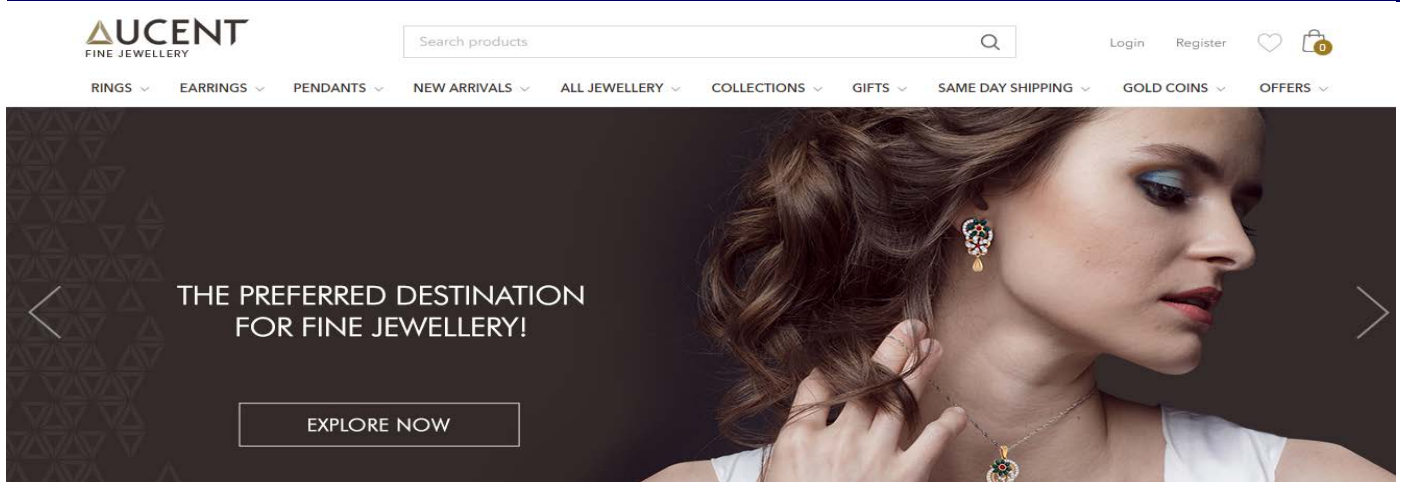 AUCENT
FINE JEWELLERY
Search products
Login Register
0
RINGS EARRINGS PENDANTS NEW ARRIVALS ALL JEWELLERY COLLECTIONS GIFTS SAME DAY SHIPPING GOLD COINS OFFERS
THE PREFERRED DESTINATION
FOR FINE JEWELLERY!
EXPLORE NOW